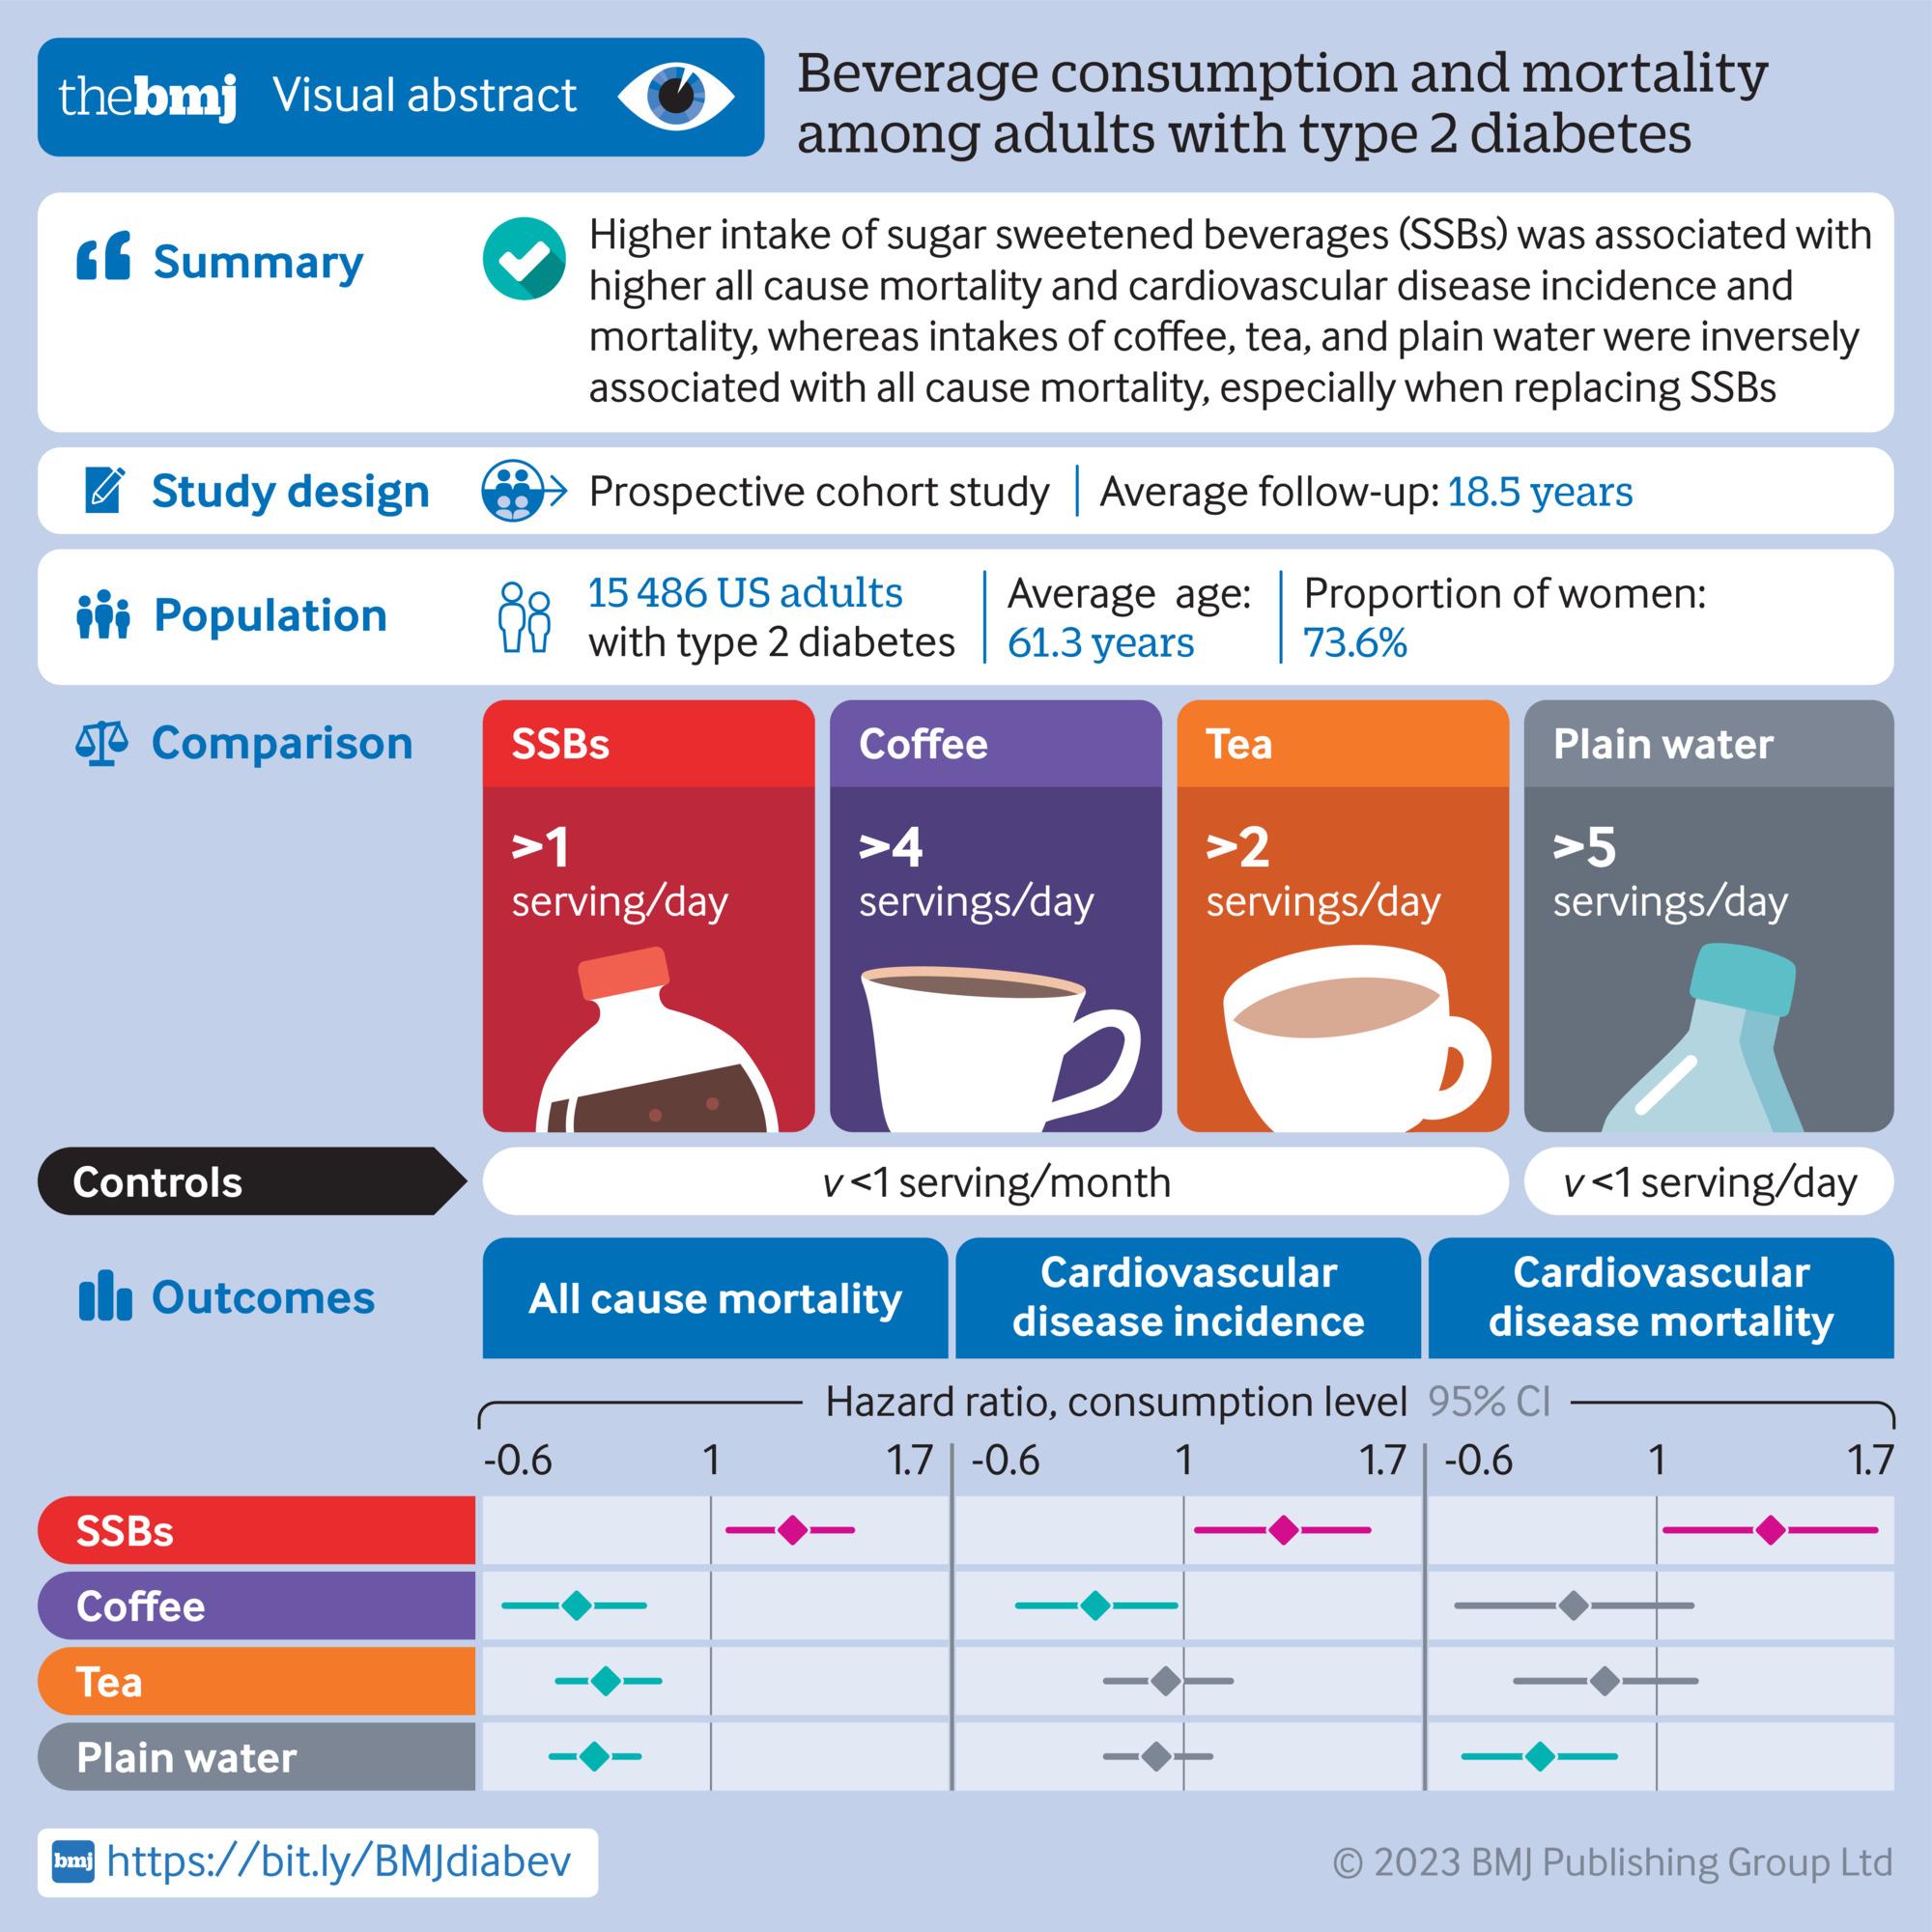 thebmj Visual abstract
Beverage consumption and mortality
among adults with type 2 diabetes
Summary
Higher intake of sugar sweetened beverages (SSBs) was associated with
higher all cause mortality and cardiovascular disease incidence and
mortality, whereas intakes of coffee, tea, and plain water were inversely
associated with all cause mortality, especially when replacing SSBs
Study design
Prospective cohort study | Average follow-up: 18.5 years
Population
15 486 US adults
with type 2 diabetes
Average age:
61.3 years
Proportion of women:
73.6%
Comparison
SSBs
>1
serving/day
Coffee
>4
servings/day
Tea
>2
servings/day
Plain water
>5
servings/day
Controls
v <1 serving/month
v <1 serving/day
Outcomes
All cause mortality
Cardiovascular
disease incidence
Cardiovascular
disease mortality
Hazard ratio, consumption level 95% CI
-0.6 1 1.7 -0.6 1 1.7 -0.6 1 1.7
SSBs
Coffee
Tea
Plain water
bmj https://bit.ly/BMJdiabev
© 2023 BMJ Publishing Group Ltd